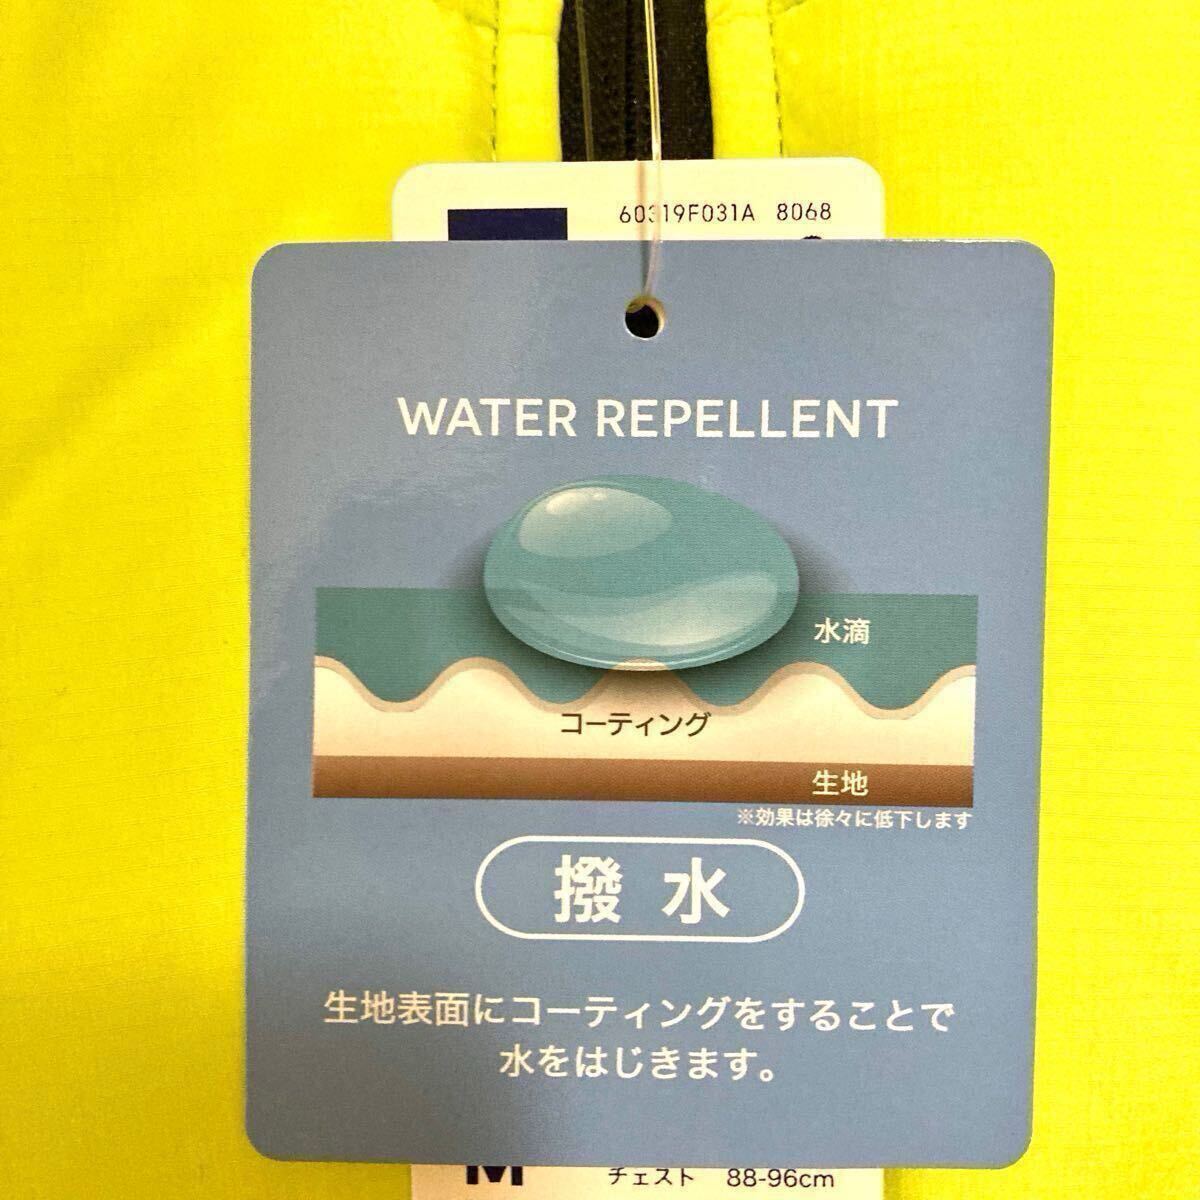 60319F031A 8068
WATER REPELLENT
水滴
コーティング
生地
※効果は徐々に低下します
撥水
生地表面にコーティングをすることで
水をはじきます。
M チェスト 88-96cm